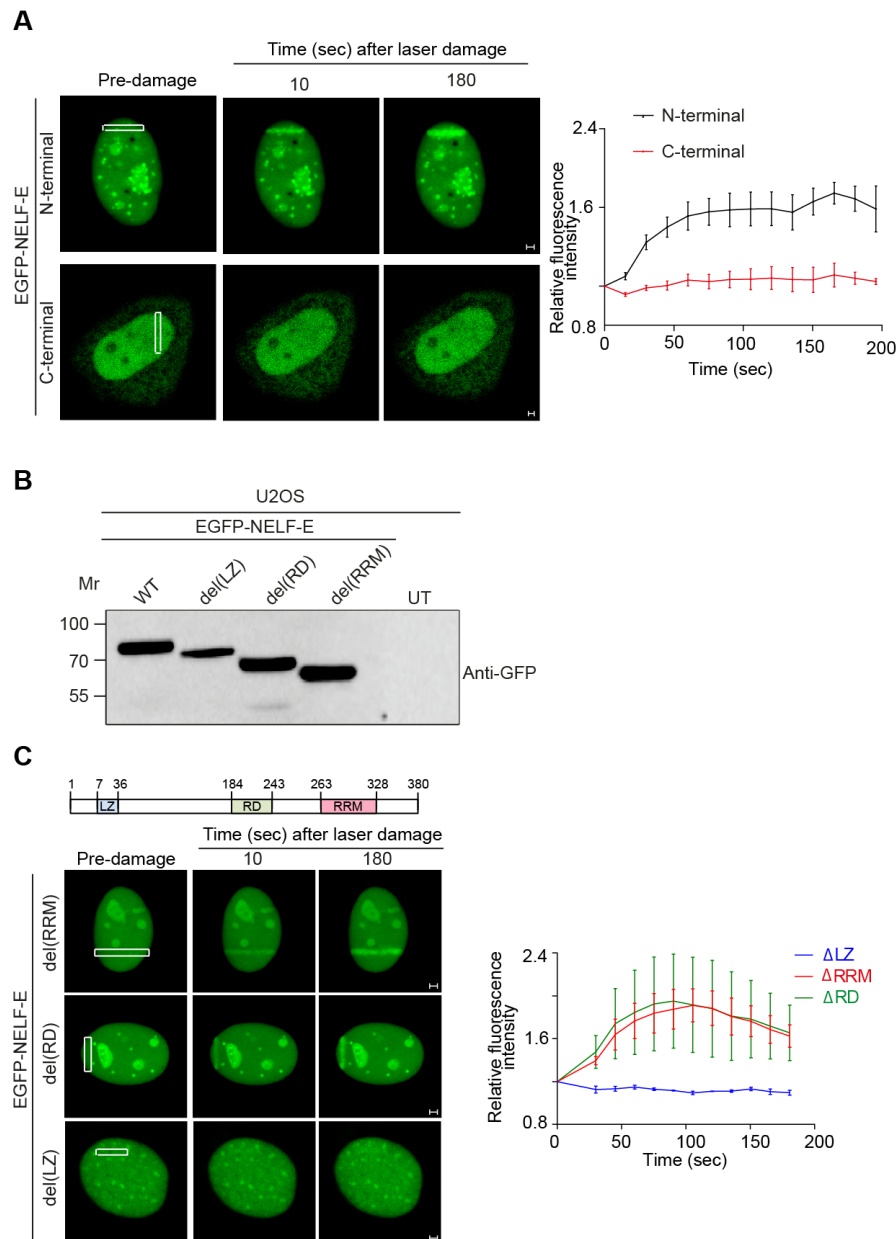 A
Time (sec) after laser damage
Pre-damage 10 180
EGFP-NELF-E
N-terminal
C-terminal
N-terminal
C-terminal
2.4
1.6
0.8
Relative fluorescence
intensity
0 50 100 150 200
Time (sec)
B
U2OS
EGFP-NELF-E
Mr WT del(LZ) del(RD) del(RRM) UT
100
70
55
Anti-GFP
C
1 7 36 184 243 263 328 380
LZ RD RRM
Time (sec) after laser damage
Pre-damage 10 180
EGFP-NELF-E
del(RRM)
del(RD)
del(LZ)
2.4
1.6
0.8
Relative fluorescence
intensity
ΔLZ
ΔRRM
ΔRD
0 50 100 150 200
Time (sec)